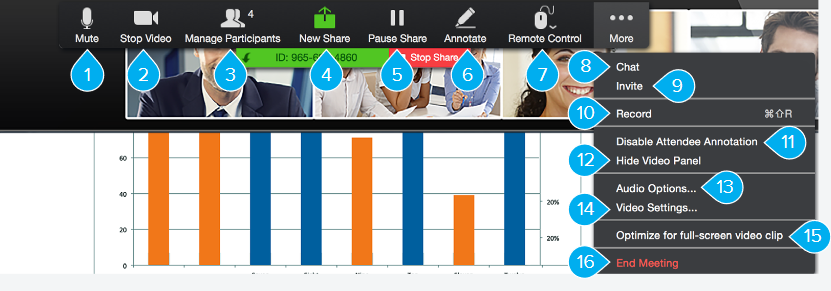 4
Mute Stop Video Manage Participants New Share Pause Share Annotate Remote Control More
1 2 3 4 5 6 7
ID: 965- 4860 Stop Share
8 Chat
Invite 9
10 Record ⌘⇧R
Disable Attendee Annotation 11
12 Hide Video Panel
Audio Options... 13
14 Video Settings...
Optimize for full-screen video clip 15
16 End Meeting
60
40
20
0
20%
20%